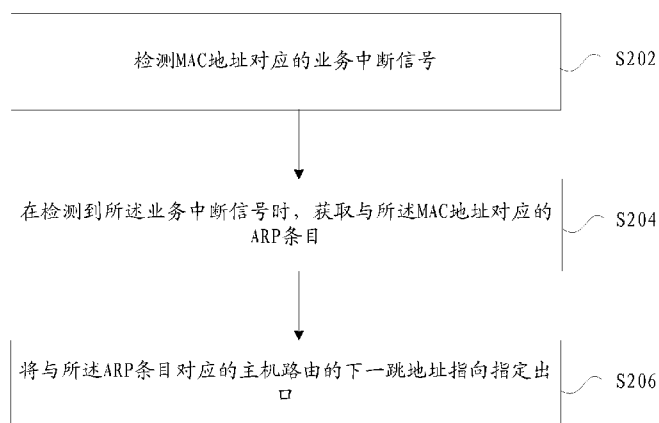 检测MAC地址对应的业务中断信号
S202
在检测到所述业务中断信号时，获取与所述MAC地址对应的
ARP条目
S204
将与所述ARP条目对应的主机路由的下一跳地址指向指定出
口
S206